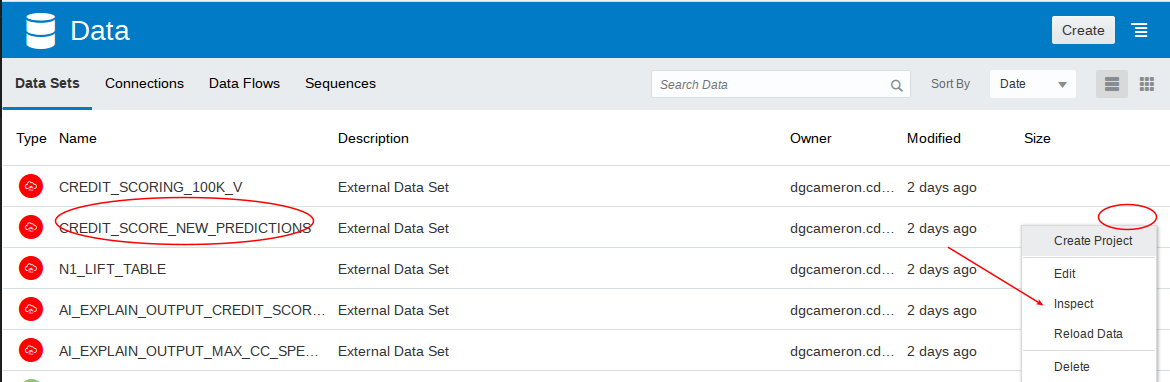 Data
Create
Data Sets Connections Data Flows Sequences
Search Data
Sort By Date
Type Name Description Owner Modified Size
CREDIT_SCORING_100K_V External Data Set dgcameron.cd... 2 days ago
CREDIT_SCORE_NEW_PREDICTIONS External Data Set dgcameron.cd... 2 days ago
Create Project
N1_LIFT_TABLE External Data Set dgcameron.cd... 2 days ago
Edit
Inspect
AI_EXPLAIN_OUTPUT_CREDIT_SCOR... External Data Set dgcameron.cd... 2 days ago
Reload Data
AI_EXPLAIN_OUTPUT_MAX_CC_SPE... External Data Set dgcameron.cd... 2 days ago
Delete